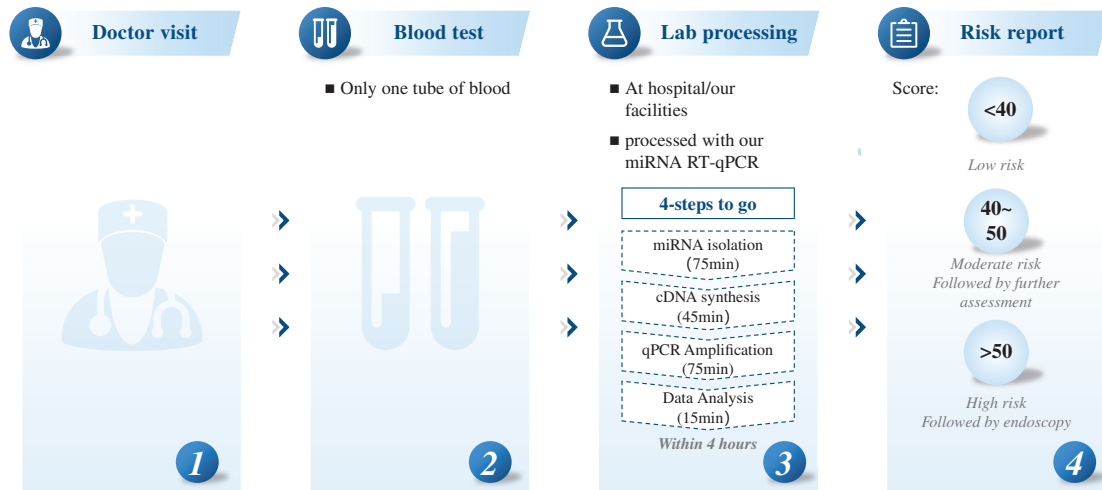 Doctor visit
1
Blood test
■ Only one tube of blood
2
Lab processing
■ At hospital/our
facilities
■ processed with our
miRNA RT-qPCR
4-steps to go
miRNA isolation
(75min)
cDNA synthesis
(45min)
qPCR Amplification
(75min)
Data Analysis
(15min)
Within 4 hours
3
Risk report
Score:
<40
Low risk
40~
50
Moderate risk
Followed by further
assessment
>50
High risk
Followed by endoscopy
4